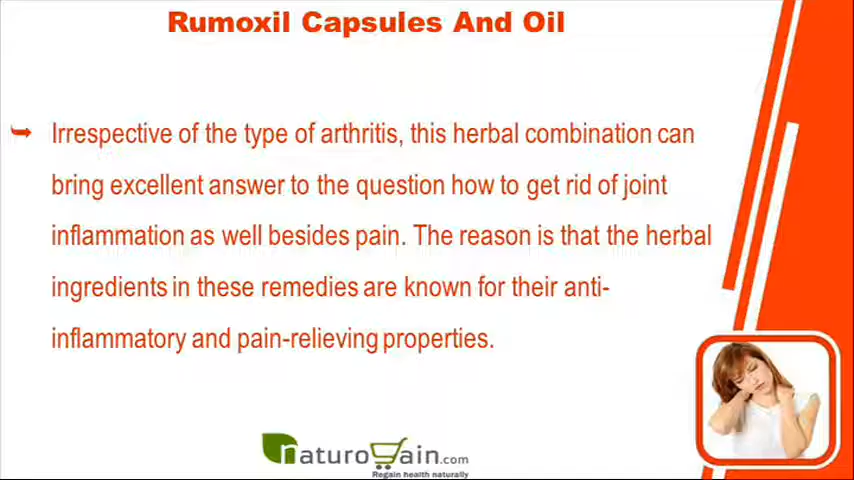 Rumoxil Capsules And Oil
Irrespective of the type of arthritis, this herbal combination can
bring excellent answer to the question how to get rid of joint
inflammation as well besides pain. The reason is that the herbal
ingredients in these remedies are known for their anti-
inflammatory and pain-relieving properties.
naturogain.com
Regain health naturally